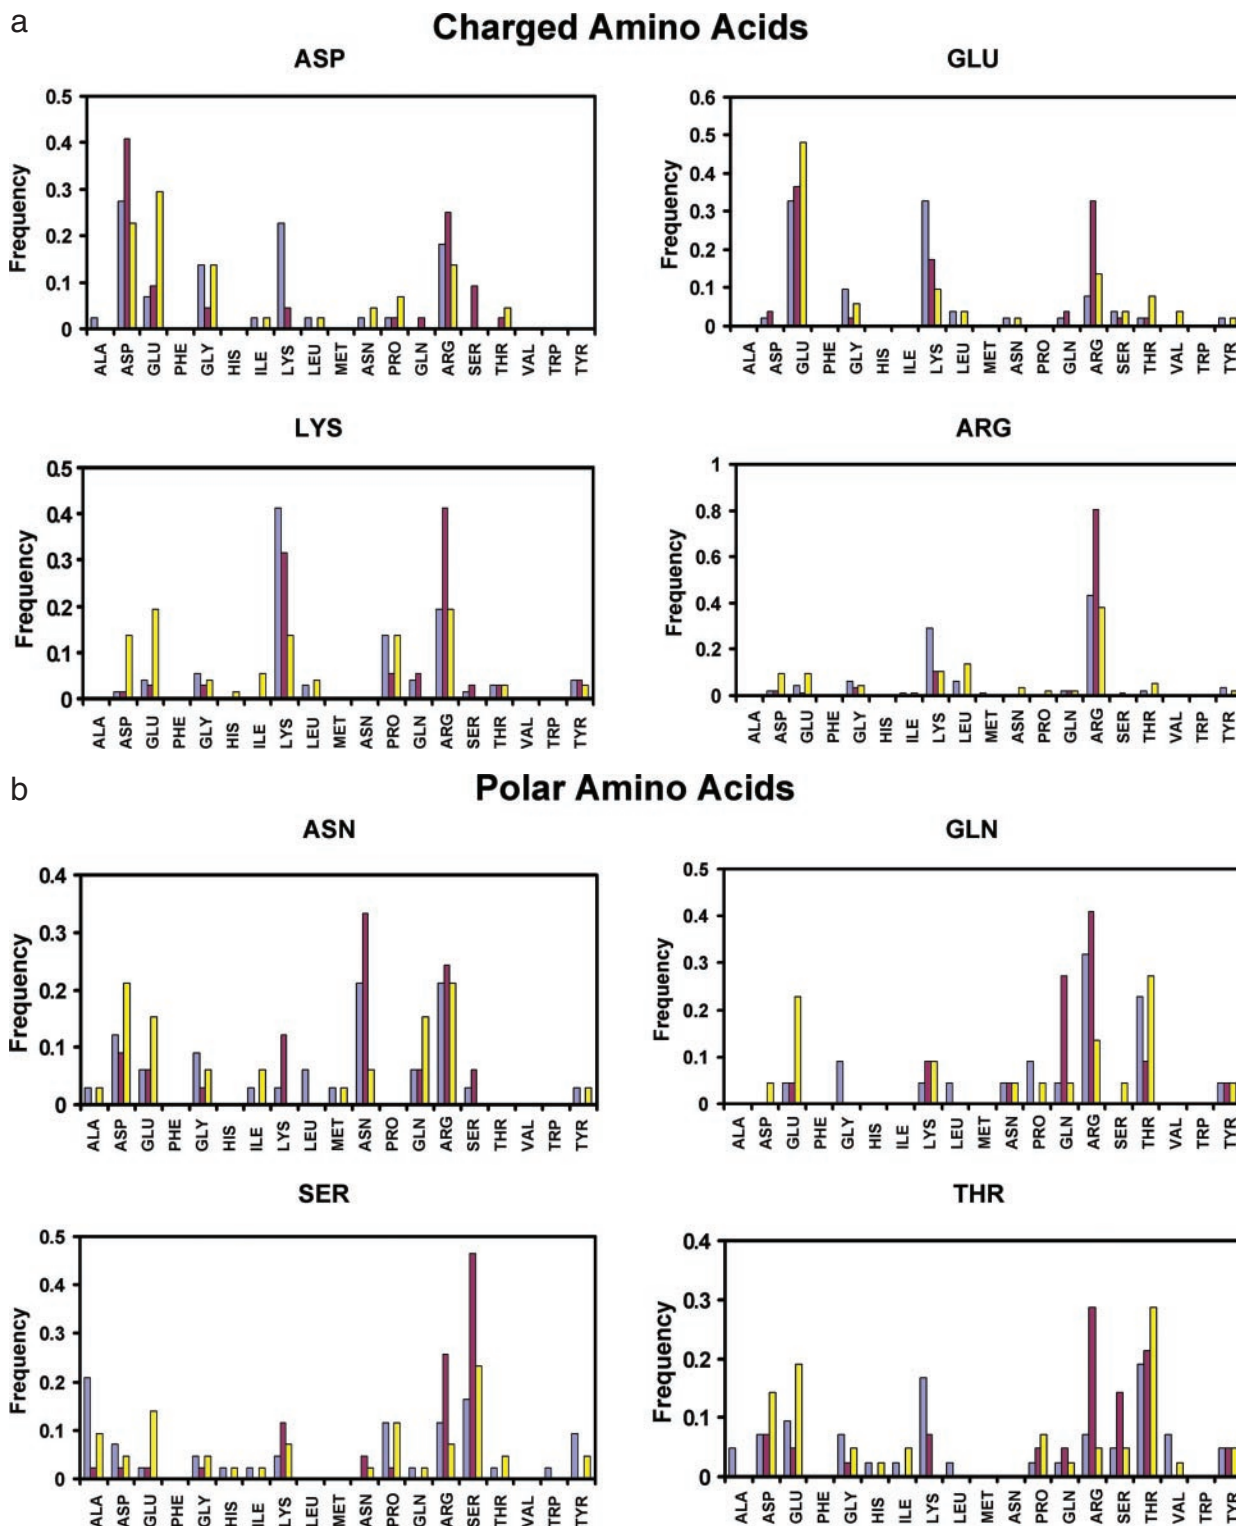 a
Charged Amino Acids
ASP
GLU
Frequency
0.5
0.4
0.3
0.2
0.1
0
ALA ASP GLU PHE GLY HIS ILE LYS LEU MET ASN PRO GLN ARG SER THR VAL TRP TYR
Frequency
0.6
0.5
0.4
0.3
0.2
0.1
0
ALA ASP GLU PHE GLY HIS ILE LYS LEU MET ASN PRO GLN ARG SER THR VAL TRP TYR
LYS
ARG
Frequency
0.5
0.4
0.3
0.2
0.1
0
ALA ASP GLU PHE GLY HIS ILE LYS LEU MET ASN PRO GLN ARG SER THR VAL TRP TYR
Frequency
1
0.8
0.6
0.4
0.2
0
ALA ASP GLU PHE GLY HIS ILE LYS LEU MET ASN PRO GLN ARG SER THR VAL TRP TYR
b
Polar Amino Acids
ASN
GLN
Frequency
0.4
0.3
0.2
0.1
0
ALA ASP GLU PHE GLY HIS ILE LYS LEU MET ASN PRO GLN ARG SER THR VAL TRP TYR
Frequency
0.5
0.4
0.3
0.2
0.1
0
ALA ASP GLU PHE GLY HIS ILE LYS LEU MET ASN PRO GLN ARG SER THR VAL TRP TYR
SER
THR
Frequency
0.5
0.4
0.3
0.2
0.1
0
ALA ASP GLU PHE GLY HIS ILE LYS LEU MET ASN PRO GLN ARG SER THR VAL TRP TYR
Frequency
0.4
0.3
0.2
0.1
0
ALA ASP GLU PHE GLY HIS ILE LYS LEU MET ASN PRO GLN ARG SER THR VAL TRP TYR